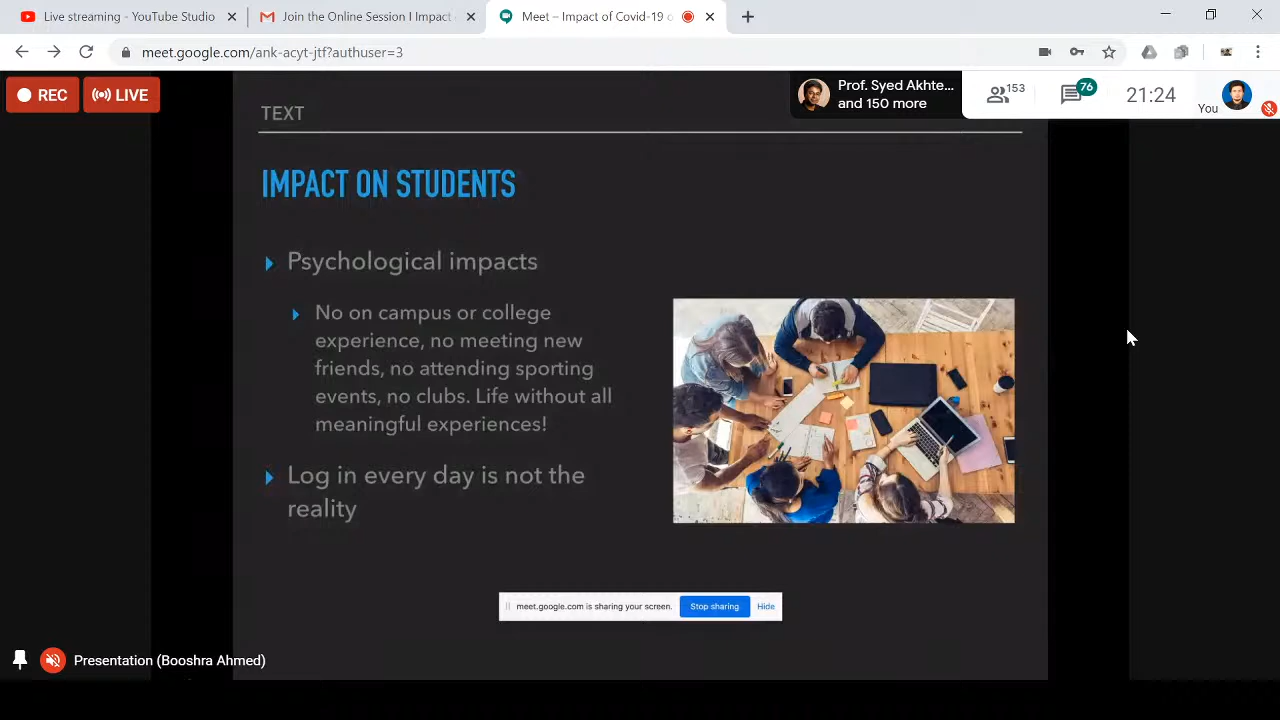 Live streaming - YouTube Studio
Join the Online Session I Impact
Meet – Impact of Covid-19 o
meet.google.com/ank-acyt-jtf?authuser=3
REC
LIVE
Prof. Syed Akhte...
and 150 more
153
76
21:24
You
TEXT
IMPACT ON STUDENTS
Psychological impacts
No on campus or college
experience, no meeting new
friends, no attending sporting
events, no clubs. Life without all
meaningful experiences!
Log in every day is not the
reality
meet.google.com is sharing your screen.
Stop sharing
Hide
Presentation (Booshra Ahmed)